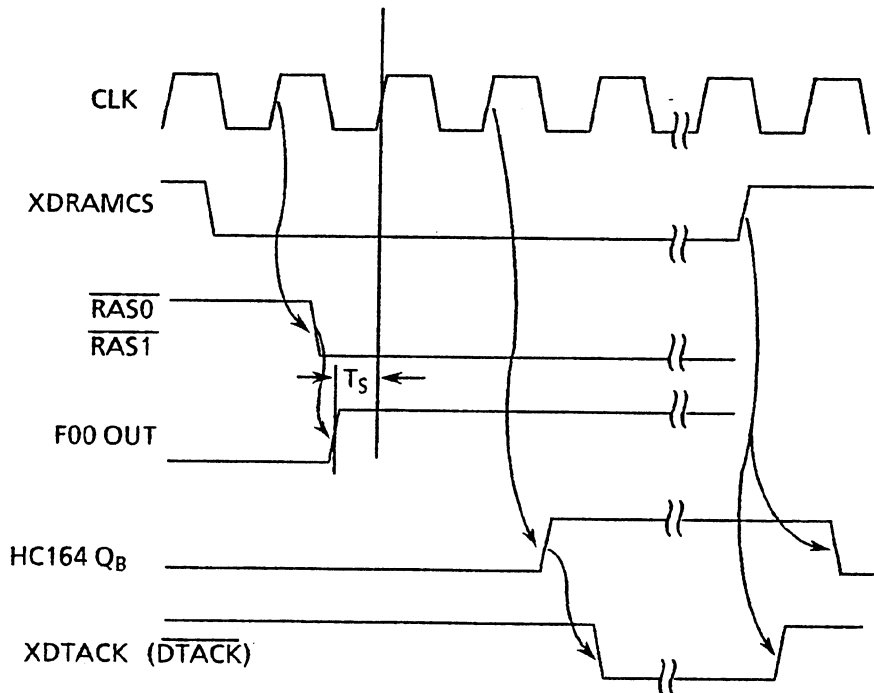 CLK
XDRAMCS
RAS0
RAS1
TS
F00 OUT
HC164 QB
XDTACK (DTACK)